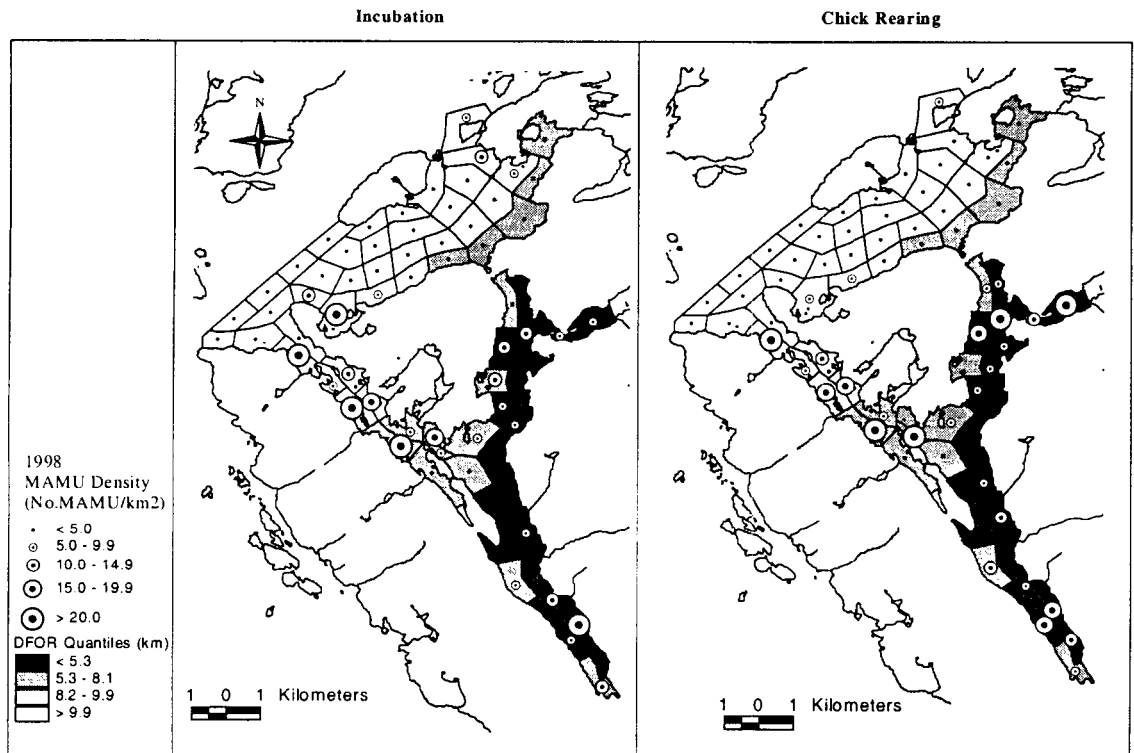 Incubation
Chick Rearing
N
1998
MAMU Density
(No.MAMU/km2)
< 5.0
5.0 - 9.9
10.0 - 14.9
15.0 - 19.9
> 20.0
DFOR Quantiles (km)
< 5.3
5.3 - 8.1
8.2 - 9.9
> 9.9
1 0 1 Kilometers
1 0 1 Kilometers